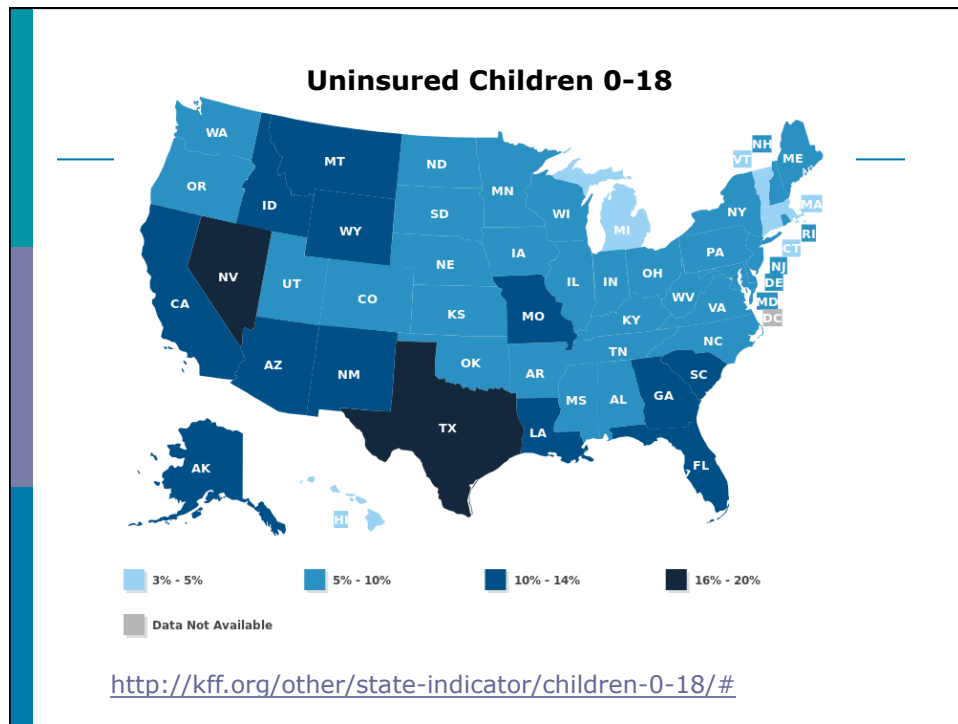 Uninsured Children 0-18
WA
MT
ND
MN
VT
NH
ME
OR
ID
WY
SD
WI
MI
NY
MA
RI
CT
NV
UT
CO
NE
IA
IL
IN
OH
PA
NJ
DE
MD
DC
CA
KS
MO
KY
WV
VA
AZ
NM
OK
AR
TN
NC
TX
LA
MS
AL
GA
SC
FL
AK
HI
3% - 5%
5% - 10%
10% - 14%
16% - 20%
Data Not Available
http://kff.org/other/state-indicator/children-0-18/#